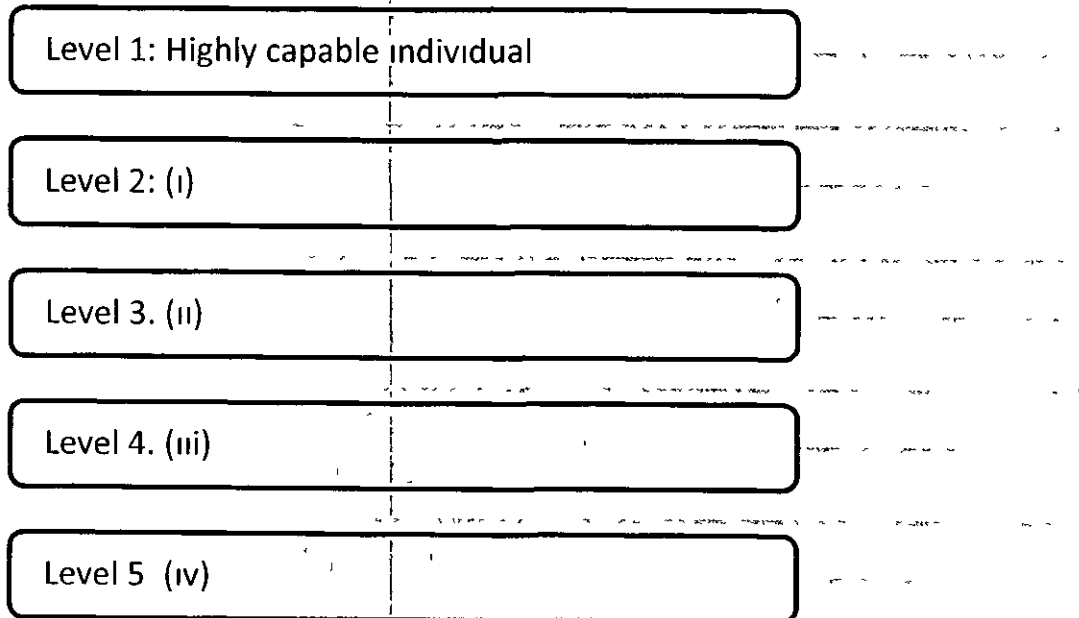 Level 1: Highly capable individual
Level 2: (i)
Level 3. (ii)
Level 4. (iii)
Level 5 (iv)